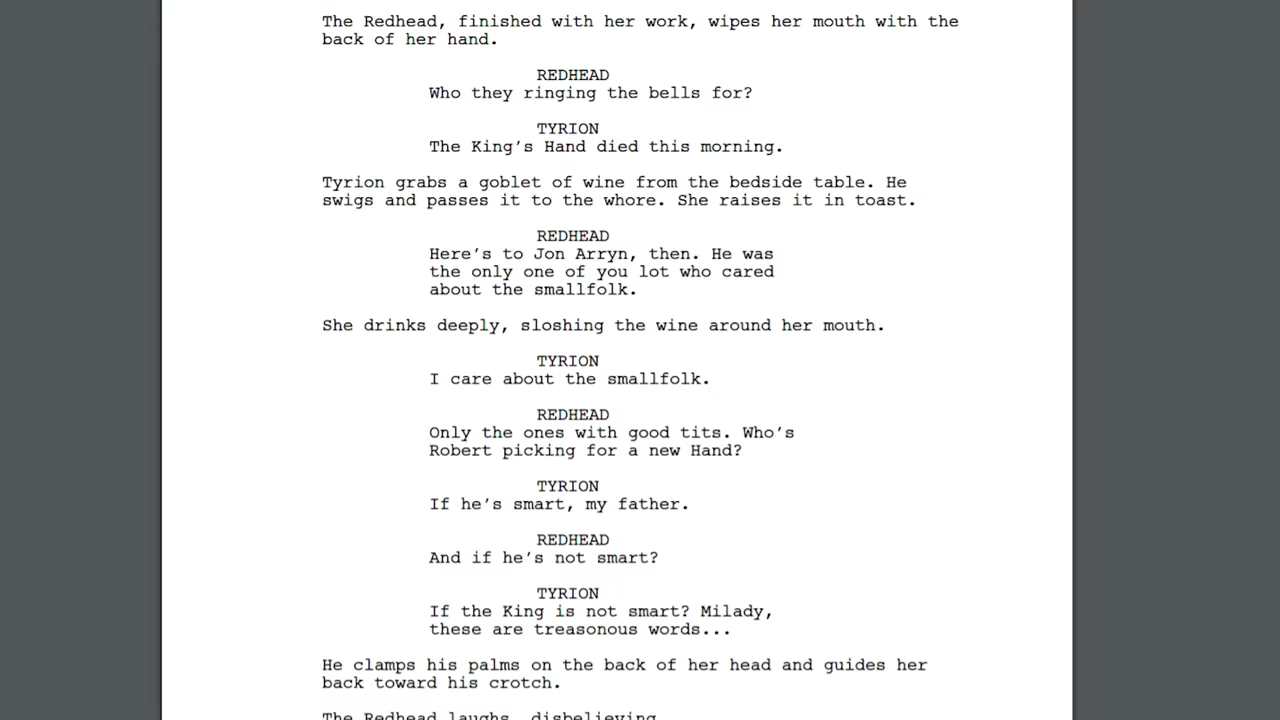 The Redhead, finished with her work, wipes her mouth with the
back of her hand.
REDHEAD
Who they ringing the bells for?
TYRION
The King's Hand died this morning.
Tyrion grabs a goblet of wine from the bedside table. He
swigs and passes it to the whore. She raises it in toast.
REDHEAD
Here's to Jon Arryn, then. He was
the only one of you lot who cared
about the smallfolk.
She drinks deeply, sloshing the wine around her mouth.
TYRION
I care about the smallfolk.
REDHEAD
Only the ones with good tits. Who's
Robert picking for a new Hand?
TYRION
If he's smart, my father.
REDHEAD
And if he's not smart?
TYRION
If the King is not smart? Milady,
these are treasonous words...
He clamps his palms on the back of her head and guides her
back toward his crotch.
The Redhead laughs, disbelieving.